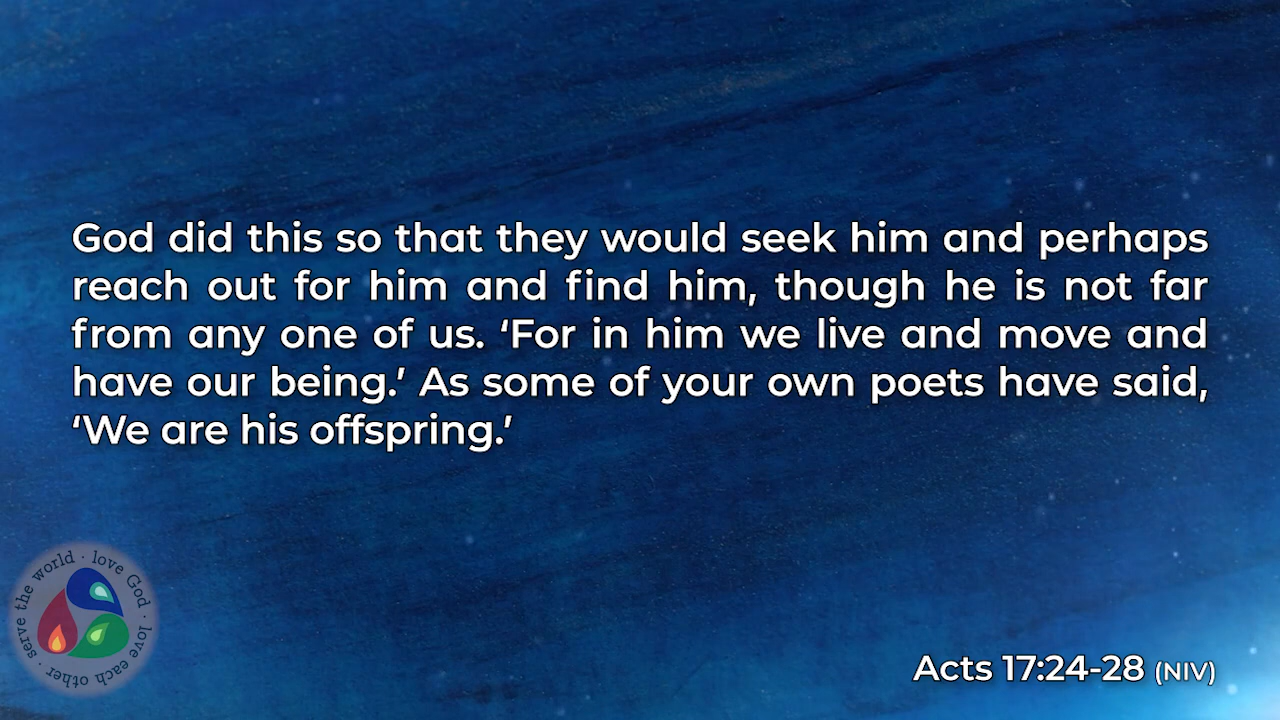 God did this so that they would seek him and perhaps
reach out for him and find him, though he is not far
from any one of us. ‘For in him we live and move and
have our being.’ As some of your own poets have said,
‘We are his offspring.’
serve the world · love God · love each other ·
Acts 17:24-28 (NIV)